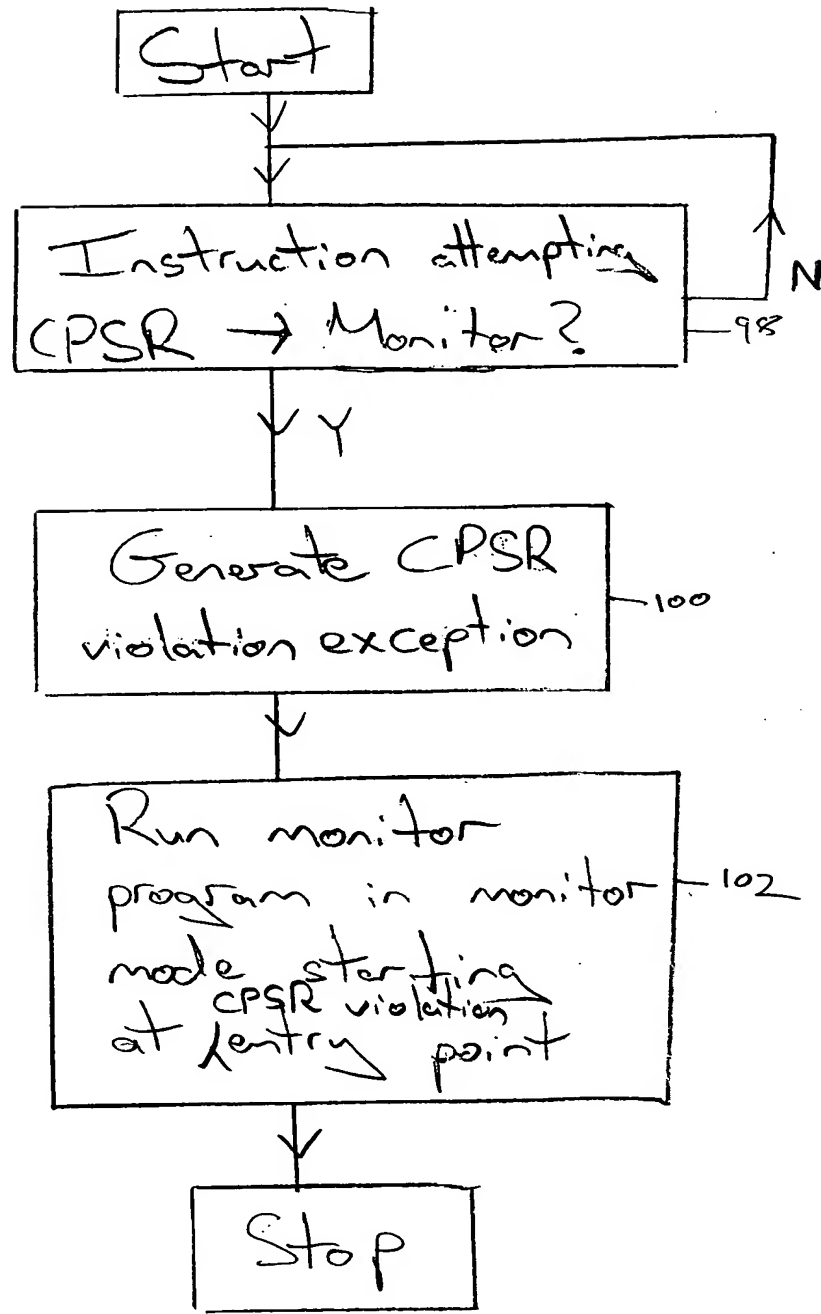 Start
Instruction attempting
CPSR → Monitor?
N
98
Y
Generate CPSR
violation exception
100
Run monitor
program in monitor
102
mode starting
CPSR violation
at entry point
Stop